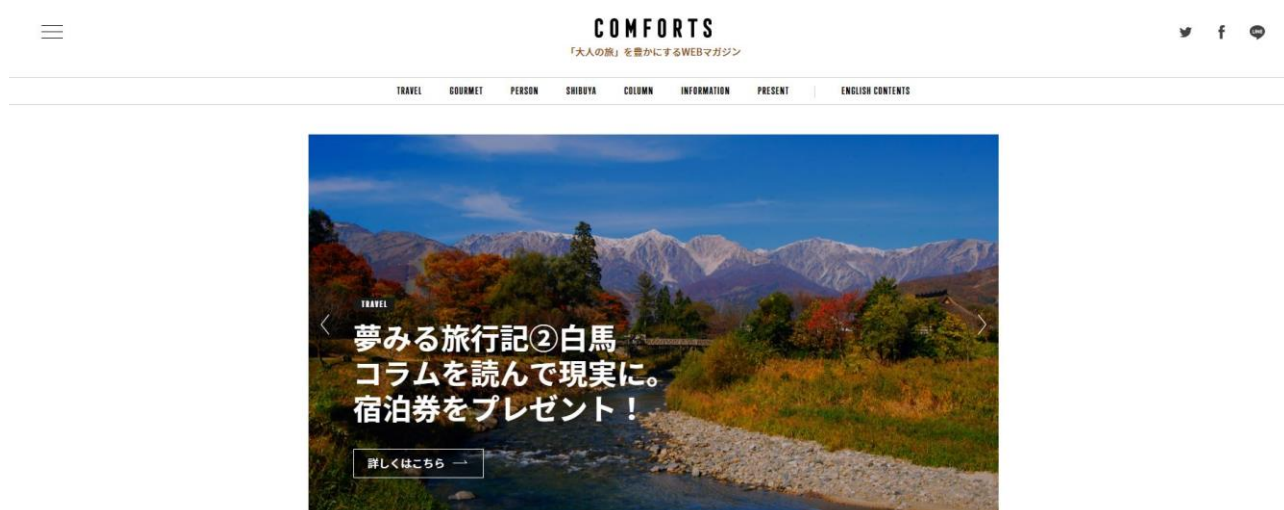 COMFORTS
「大人の旅」を豊かにするWEBマガジン
LINE
TRAVEL GOURMET PERSON SHIBUYA COLUMN INFORMATION PRESENT ENGLISH CONTENTS
TRAVEL
夢みる旅行記②白馬
コラムを読んで現実に。
宿泊券をプレゼント！
詳しくはこちら